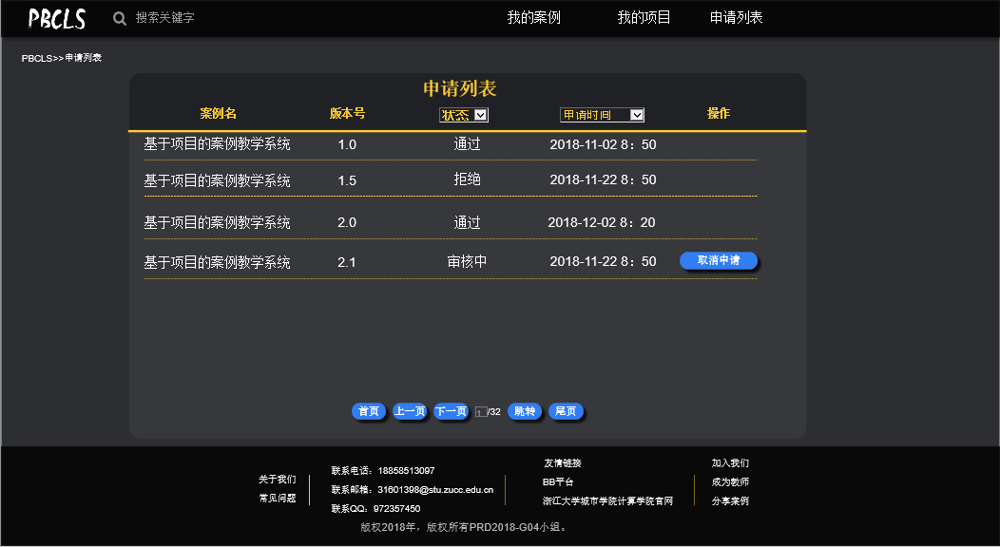 PBCLS 搜索关键字 我的案例 我的项目 申请列表
PBCLS>>申请列表
申请列表
案例名 版本号 状态 申请时间 操作
基于项目的案例教学系统 1.0 通过 2018-11-02 8：50
基于项目的案例教学系统 1.5 拒绝 2018-11-22 8：50
基于项目的案例教学系统 2.0 通过 2018-12-02 8：20
基于项目的案例教学系统 2.1 审核中 2018-11-22 8：50 取消申请
首页 上一页 下一页 1/32 跳转 尾页
关于我们
常见问题
联系电话：18858513097
联系邮箱：31601398@stu.zucc.edu.cn
联系QQ：972357450
友情链接
BB平台
浙江大学城市学院计算学院官网
加入我们
成为教师
分享案例
版权2018年，版权所有PRD2018-G04小组。